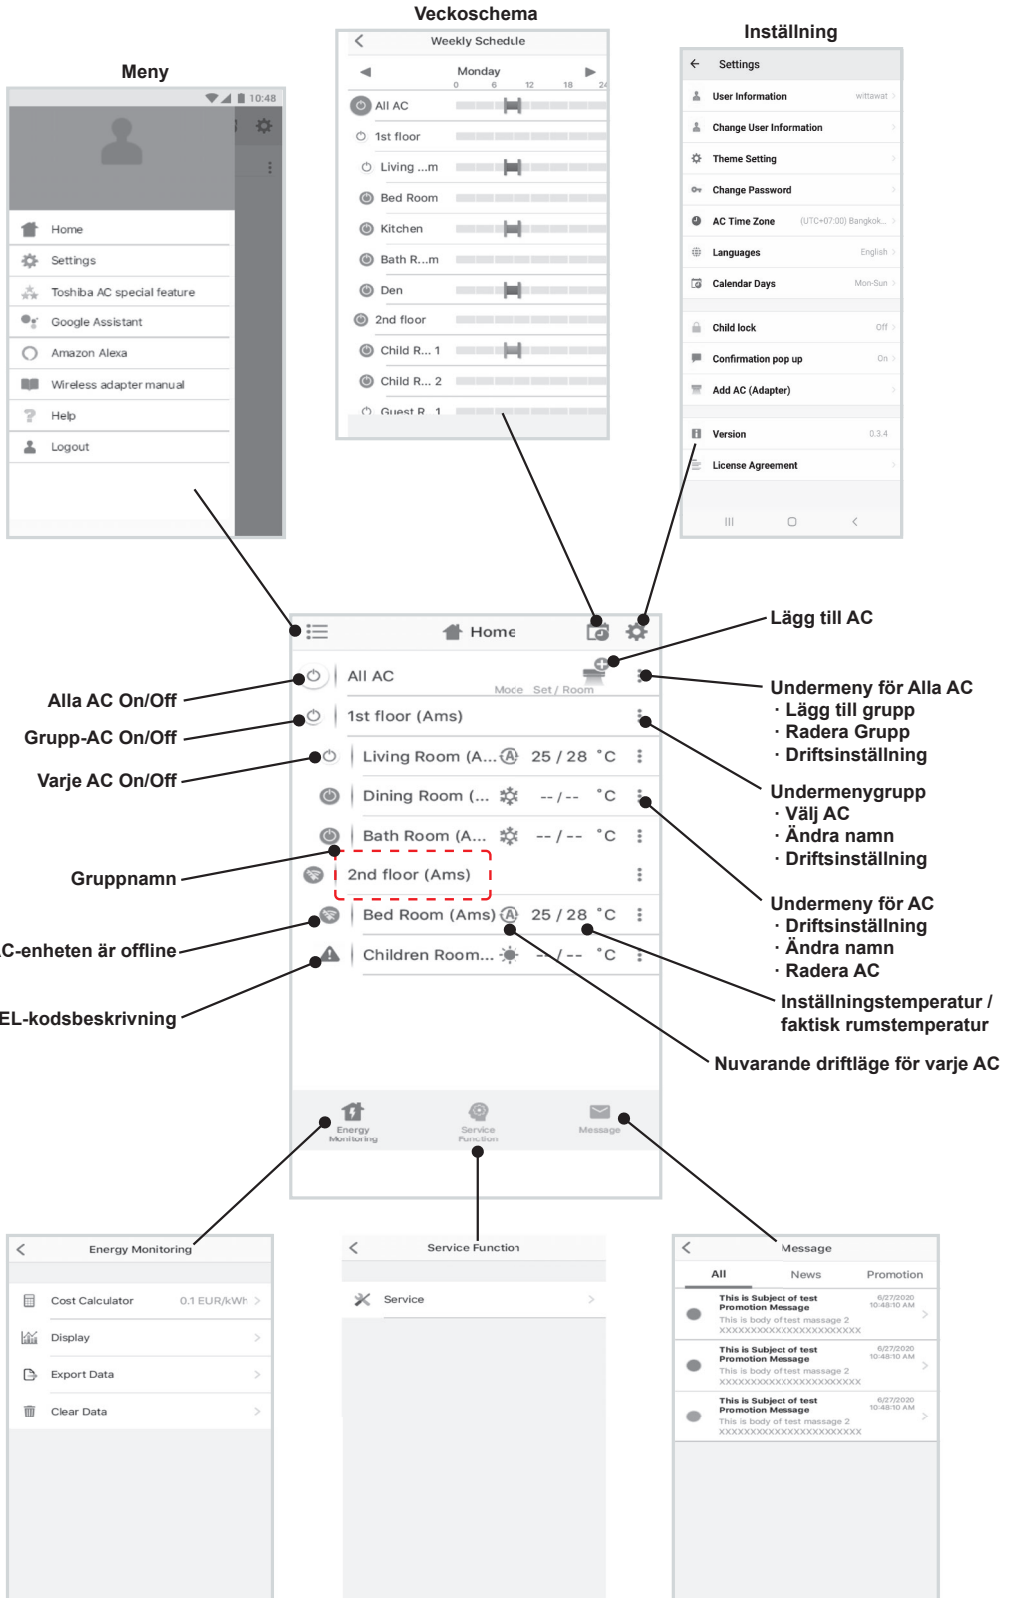 Veckoschema
Inställning
Meny
Weekly Schedule
Monday
0 6 12 18 24
All AC
1st floor
Living ...m
Bed Room
Kitchen
Bath R...m
Den
2nd floor
Child R... 1
Child R... 2
Guest R 1
Settings
User Information wittawat
Change User Information
Theme Setting
Change Password
AC Time Zone (UTC+07:00) Bangkok...
Languages English
Calendar Days Mon-Sun
Child lock Off
Confirmation pop up On
Add AC (Adapter)
Version 0.3.4
License Agreement
10:48
Home
Settings
Toshiba AC special feature
Google Assistant
Amazon Alexa
Wireless adapter manual
Help
Logout
Home
All AC
Mode Set / Room
1st floor (Ams)
Living Room (A... 25 / 28 °C
Dining Room (... -- / -- °C
Bath Room (A... -- / -- °C
2nd floor (Ams)
Bed Room (Ams) 25 / 28 °C
Children Room... -- / -- °C
Energy
Monitoring
Service
Function
Message
Alla AC On/Off
Grupp-AC On/Off
Varje AC On/Off
Gruppnamn
AC-enheten är offline
EL-kodsbeskrivning
Lägg till AC
Undermeny för Alla AC
· Lägg till grupp
· Radera Grupp
· Driftsinställning
Undermenygrupp
· Välj AC
· Ändra namn
· Driftsinställning
Undermeny för AC
· Driftsinställning
· Ändra namn
· Radera AC
Inställningstemperatur /
faktisk rumstemperatur
Nuvarande driftläge för varje AC
Energy Monitoring
Cost Calculator 0.1 EUR/kWh
Display
Export Data
Clear Data
Service Function
Service
Message
All News Promotion
This is Subject of test 6/27/2020
Promotion Message 10:48:10 AM
This is body of test massage 2
XXXXXXXXXXXXXXXXXXXXXXX
This is Subject of test 6/27/2020
Promotion Message 10:48:10 AM
This is body of test massage 2
XXXXXXXXXXXXXXXXXXXXXXX
This is Subject of test 6/27/2020
Promotion Message 10:48:10 AM
This is body of test massage 2
XXXXXXXXXXXXXXXXXXXXXXX